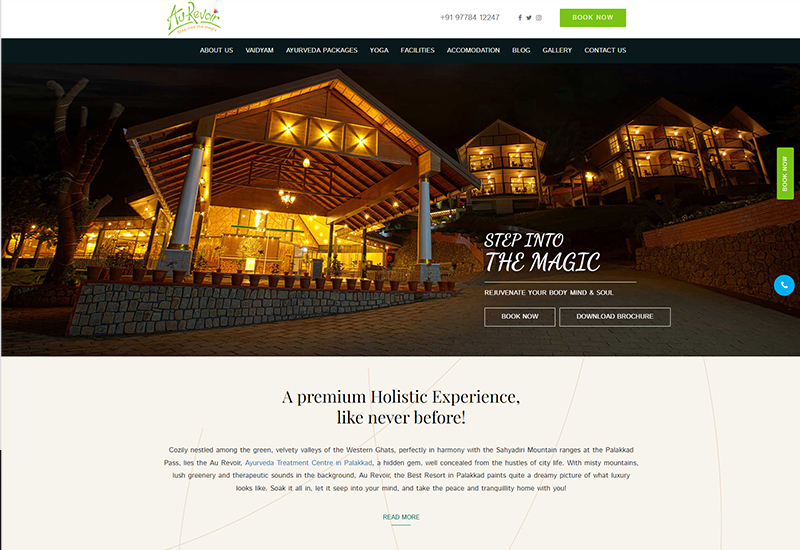 Au-Revoir
Step into the magic
+91 97784 12247
BOOK NOW
ABOUT US VAIDYAM AYURVEDA PACKAGES YOGA FACILITIES ACCOMODATION BLOG GALLERY CONTACT US
BOOK NOW
STEP INTO
THE MAGIC
REJUVENATE YOUR BODY MIND & SOUL
BOOK NOW DOWNLOAD BROCHURE
A premium Holistic Experience,
like never before!
Cozily nestled among the green, velvety valleys of the Western Ghats, perfectly in harmony with the Sahyadiri Mountain ranges at the Palakkad
Pass, lies the Au Revoir, Ayurveda Treatment Centre in Palakkad, a hidden gem, well concealed from the hustles of city life. With misty mountains,
lush greenery and therapeutic sounds in the background, Au Revoir, the Best Resort in Palakkad paints quite a dreamy picture of what luxury
looks like. Soak it all in, let it seep into your mind, and take the peace and tranquillity home with you!
READ MORE